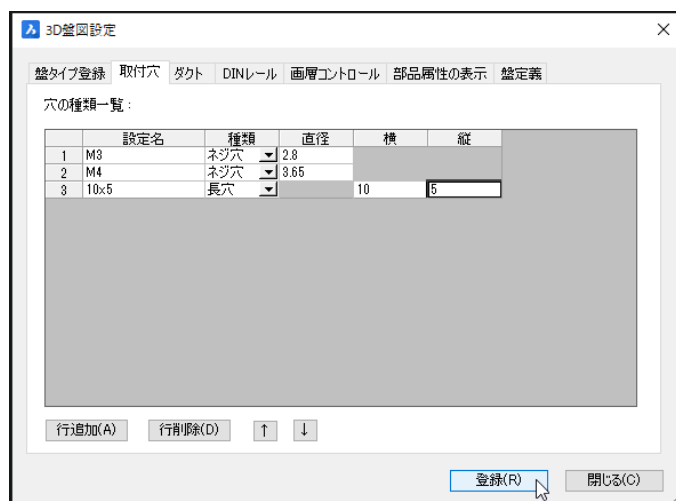 3D盤図設定
盤タイプ登録 取付穴 ダクト DINレール 画層コントロール 部品属性の表示 盤定義
穴の種類一覧：
設定名 種類 直径 横 縦
1 M3 ネジ穴 2.8
2 M4 ネジ穴 3.65
3 10x5 長穴 10 5
行追加(A) 行削除(D) ↑ ↓
登録(R) 閉じる(C)